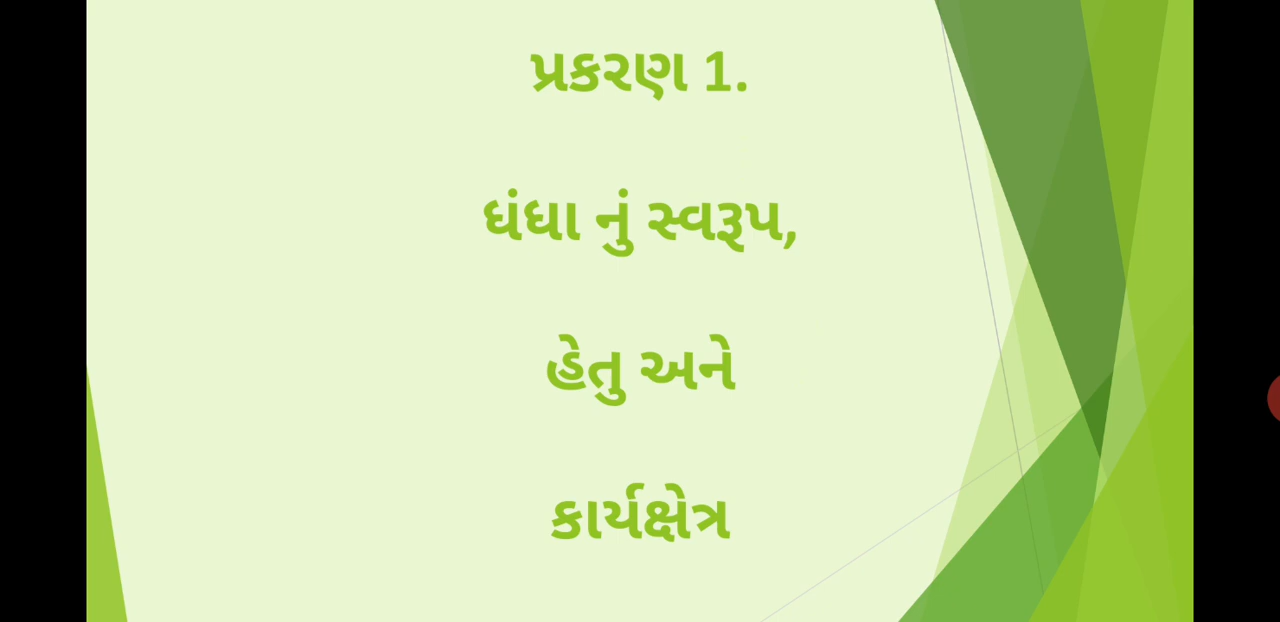 પ્રકરણ 1.
ધંધા નું સ્વરૂપ,
હેતુ અને
કાર્યક્ષેત્ર